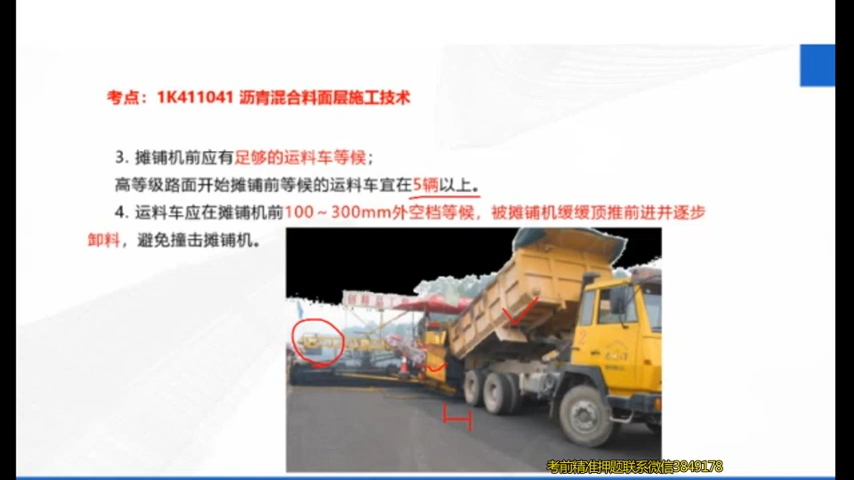 考点：1K411041 沥青混合料面层施工技术
3. 摊铺机前应有足够的运料车等候；
高等级路面开始摊铺前等候的运料车宜在5辆以上。
4. 运料车应在摊铺机前100～300mm外空档等候，被摊铺机缓缓顶推前进并逐步
卸料，避免撞击摊铺机。
考前精准押题联系微信3849178